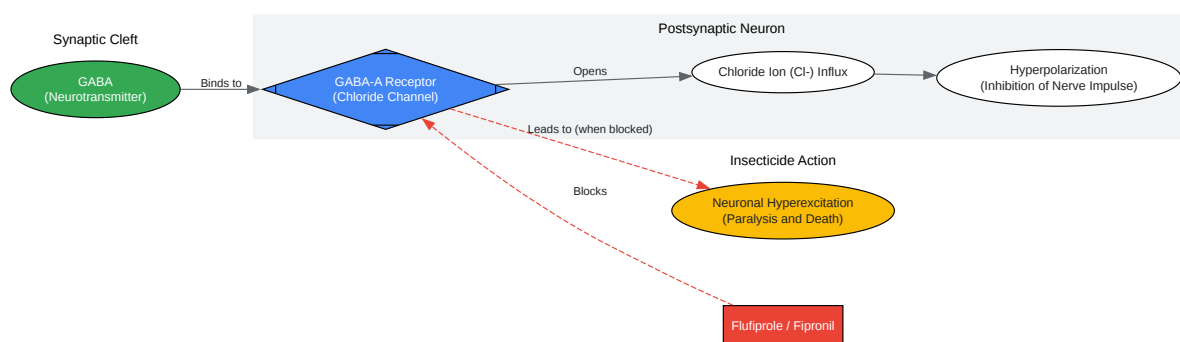 Synaptic Cleft
GABA
(Neurotransmitter)
Binds to
Postsynaptic Neuron
GABA-A Receptor
(Chloride Channel)
Opens
Chloride Ion (Cl-) Influx
Hyperpolarization
(Inhibition of Nerve Impulse)
Leads to (when blocked)
Insecticide Action
Blocks
Neuronal Hyperexcitation
(Paralysis and Death)
Flufiprole / Fipronil